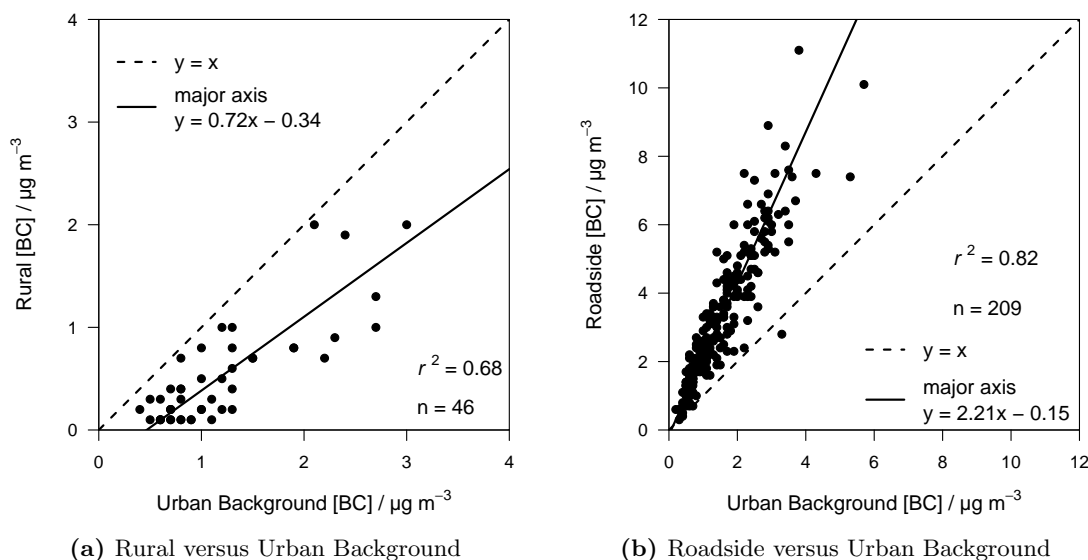 4
3
2
1
0
Rural [BC] / µg m⁻³
y = x
major axis
y = 0.72x − 0.34
r ² = 0.68
n = 46
0 1 2 3 4
Urban Background [BC] / µg m⁻³
(a) Rural versus Urban Background
12
10
8
6
4
2
0
Roadside [BC] / µg m⁻³
r ² = 0.82
n = 209
y = x
major axis
y = 2.21x − 0.15
0 2 4 6 8 10 12
Urban Background [BC] / µg m⁻³
(b) Roadside versus Urban Background